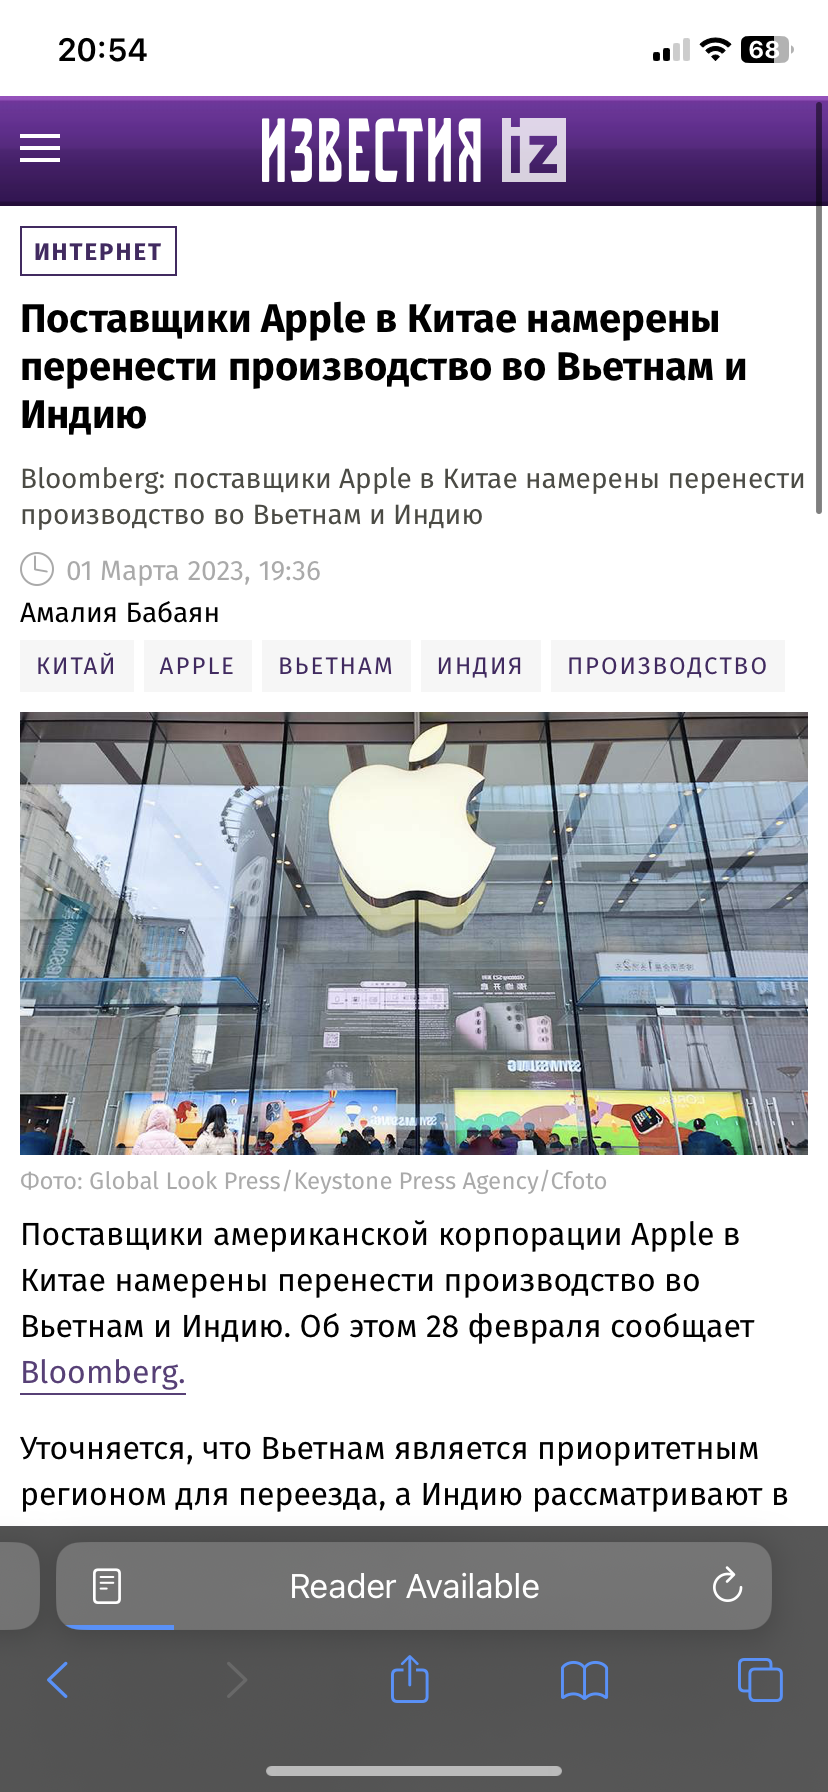 20:54
68
ИЗВЕСТИЯ iz
ИНТЕРНЕТ
Поставщики Apple в Китае намерены
перенести производство во Вьетнам и
Индию
Bloomberg: поставщики Apple в Китае намерены перенести
производство во Вьетнам и Индию
01 Марта 2023, 19:36
Амалия Бабаян
КИТАЙ APPLE ВЬЕТНАМ ИНДИЯ ПРОИЗВОДСТВО
SAMSUNG
SAMSUNG
L'OREAL
Фото: Global Look Press/Keystone Press Agency/Cfoto
Поставщики американской корпорации Apple в
Китае намерены перенести производство во
Вьетнам и Индию. Об этом 28 февраля сообщает
Bloomberg.
Уточняется, что Вьетнам является приоритетным
регионом для переезда, а Индию рассматривают в
Reader Available